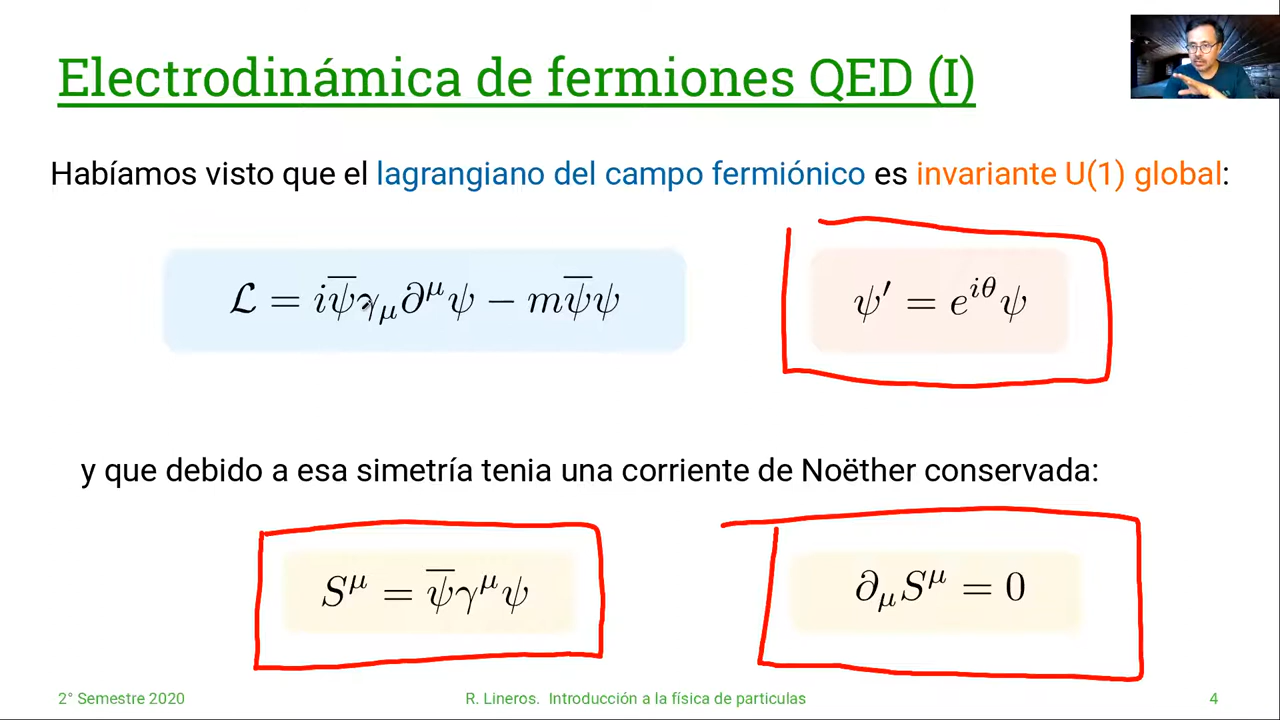 Electrodinámica de fermiones QED (I)
Habíamos visto que el lagrangiano del campo fermiónico es invariante U(1) global:
ℒ = iψ̅γ_μ∂^μψ − mψ̅ψ
ψ′ = e^{iθ}ψ
y que debido a esa simetría tenia una corriente de Noëther conservada:
S^μ = ψ̅γ^μψ
∂_μS^μ = 0
2° Semestre 2020
R. Lineros. Introducción a la física de particulas
4